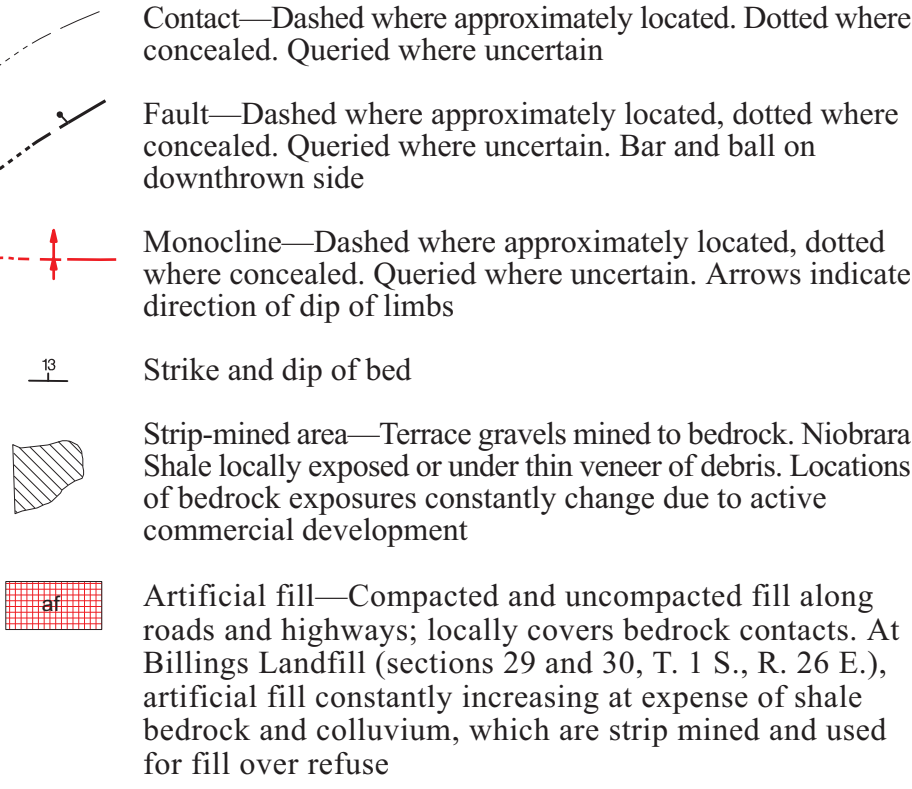 Contact—Dashed where approximately located. Dotted where
concealed. Queried where uncertain
Fault—Dashed where approximately located, dotted where
concealed. Queried where uncertain. Bar and ball on
downthrown side
Monocline—Dashed where approximately located, dotted
where concealed. Queried where uncertain. Arrows indicate
direction of dip of limbs
13
Strike and dip of bed
Strip-mined area—Terrace gravels mined to bedrock. Niobrara
Shale locally exposed or under thin veneer of debris. Locations
of bedrock exposures constantly change due to active
commercial development
af
Artificial fill—Compacted and uncompacted fill along
roads and highways; locally covers bedrock contacts. At
Billings Landfill (sections 29 and 30, T. 1 S., R. 26 E.),
artificial fill constantly increasing at expense of shale
bedrock and colluvium, which are strip mined and used
for fill over refuse